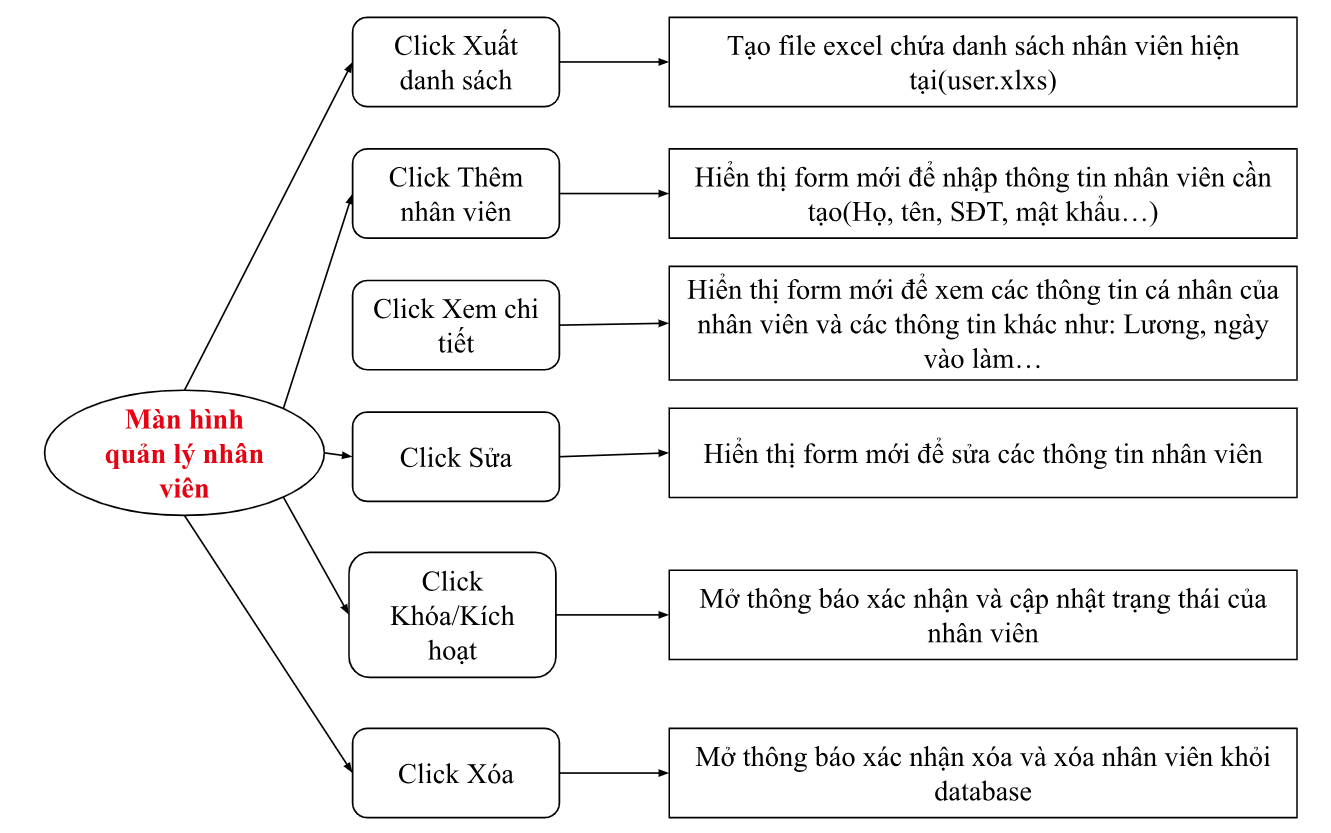 Click Xuất
danh sách
Tạo file excel chứa danh sách nhân viên hiện
tại(user.xlxs)
Click Thêm
nhân viên
Hiển thị form mới để nhập thông tin nhân viên cần
tạo(Họ, tên, SĐT, mật khẩu…)
Click Xem chi
tiết
Hiển thị form mới để xem các thông tin cá nhân của
nhân viên và các thông tin khác như: Lương, ngày
vào làm…
Màn hình
quản lý nhân
viên
Click Sửa
Hiển thị form mới để sửa các thông tin nhân viên
Click
Khóa/Kích
hoạt
Mở thông báo xác nhận và cập nhật trạng thái của
nhân viên
Click Xóa
Mở thông báo xác nhận xóa và xóa nhân viên khỏi
database